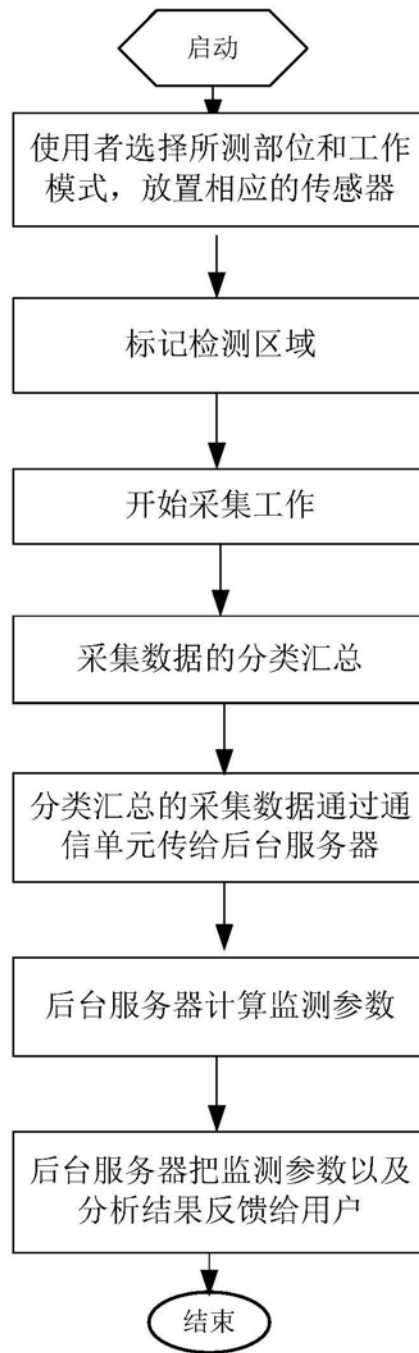 启动
使用者选择所测部位和工作
模式，放置相应的传感器
标记检测区域
开始采集工作
采集数据的分类汇总
分类汇总的采集数据通过通
信单元传给后台服务器
后台服务器计算监测参数
后台服务器把监测参数以及
分析结果反馈给用户
结束